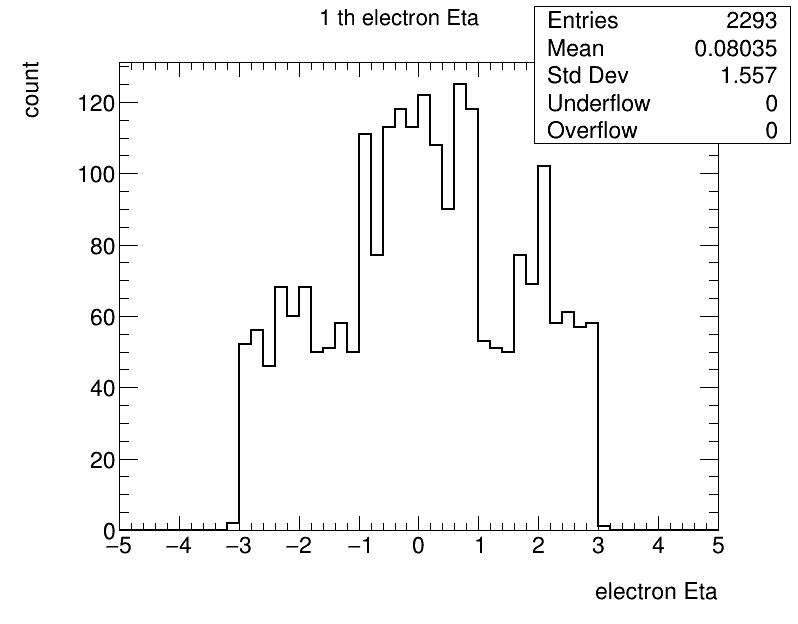 1 th electron Eta
Entries 2293
Mean 0.08035
Std Dev 1.557
Underflow 0
Overflow 0
count
120
100
80
60
40
20
0
−5 −4 −3 −2 −1 0 1 2 3 4 5
electron Eta